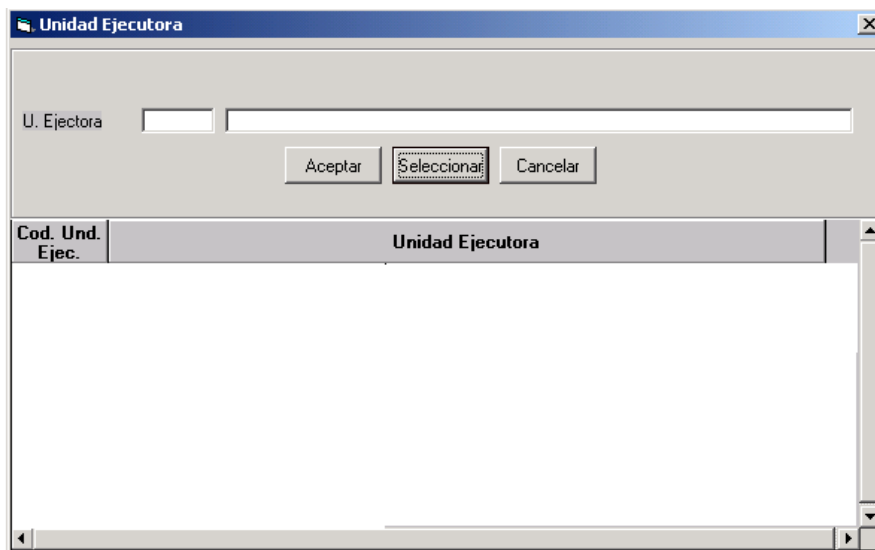 Unidad Ejecutora
U. Ejectora
Aceptar Seleccionar Cancelar
Cod. Und.
Ejec.
Unidad Ejecutora